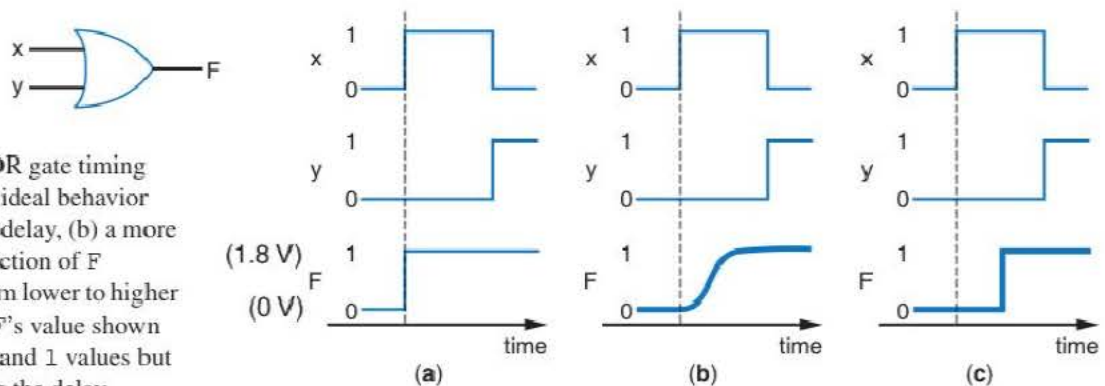 x
y
F
OR gate timing
ideal behavior
delay, (b) a more
ction of F
m lower to higher
's value shown
and 1 values but
the delay
x
1
0
y
1
0
(1.8 V)
(0 V)
F
1
0
time
(a)
x
1
0
y
1
0
F
1
0
time
(b)
x
1
0
y
1
0
F
1
0
time
(c)